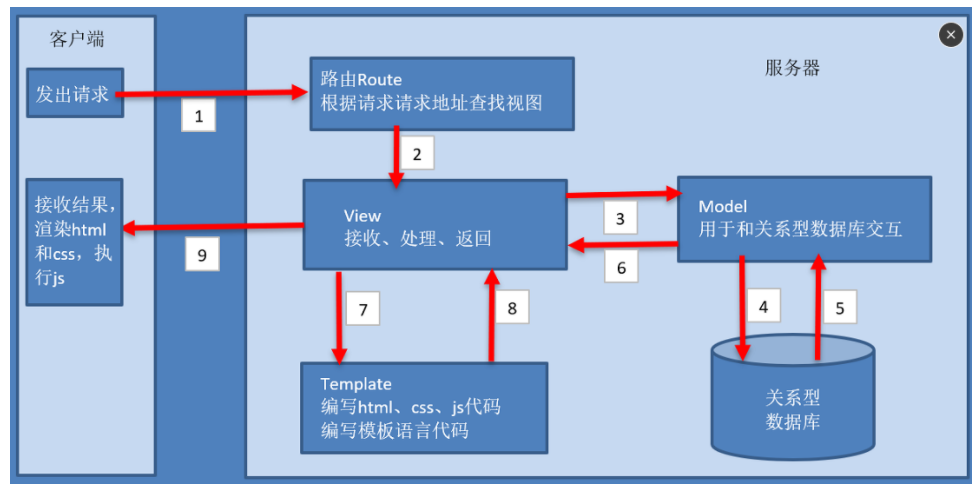 客户端
服务器
发出请求
1
路由Route
根据请求请求地址查找视图
2
接收结果，
渲染html
和css，执
行js
9
View
接收、处理、返回
3
6
Model
用于和关系型数据库交互
7
8
4
5
Template
编写html、css、js代码
编写模板语言代码
关系型
数据库